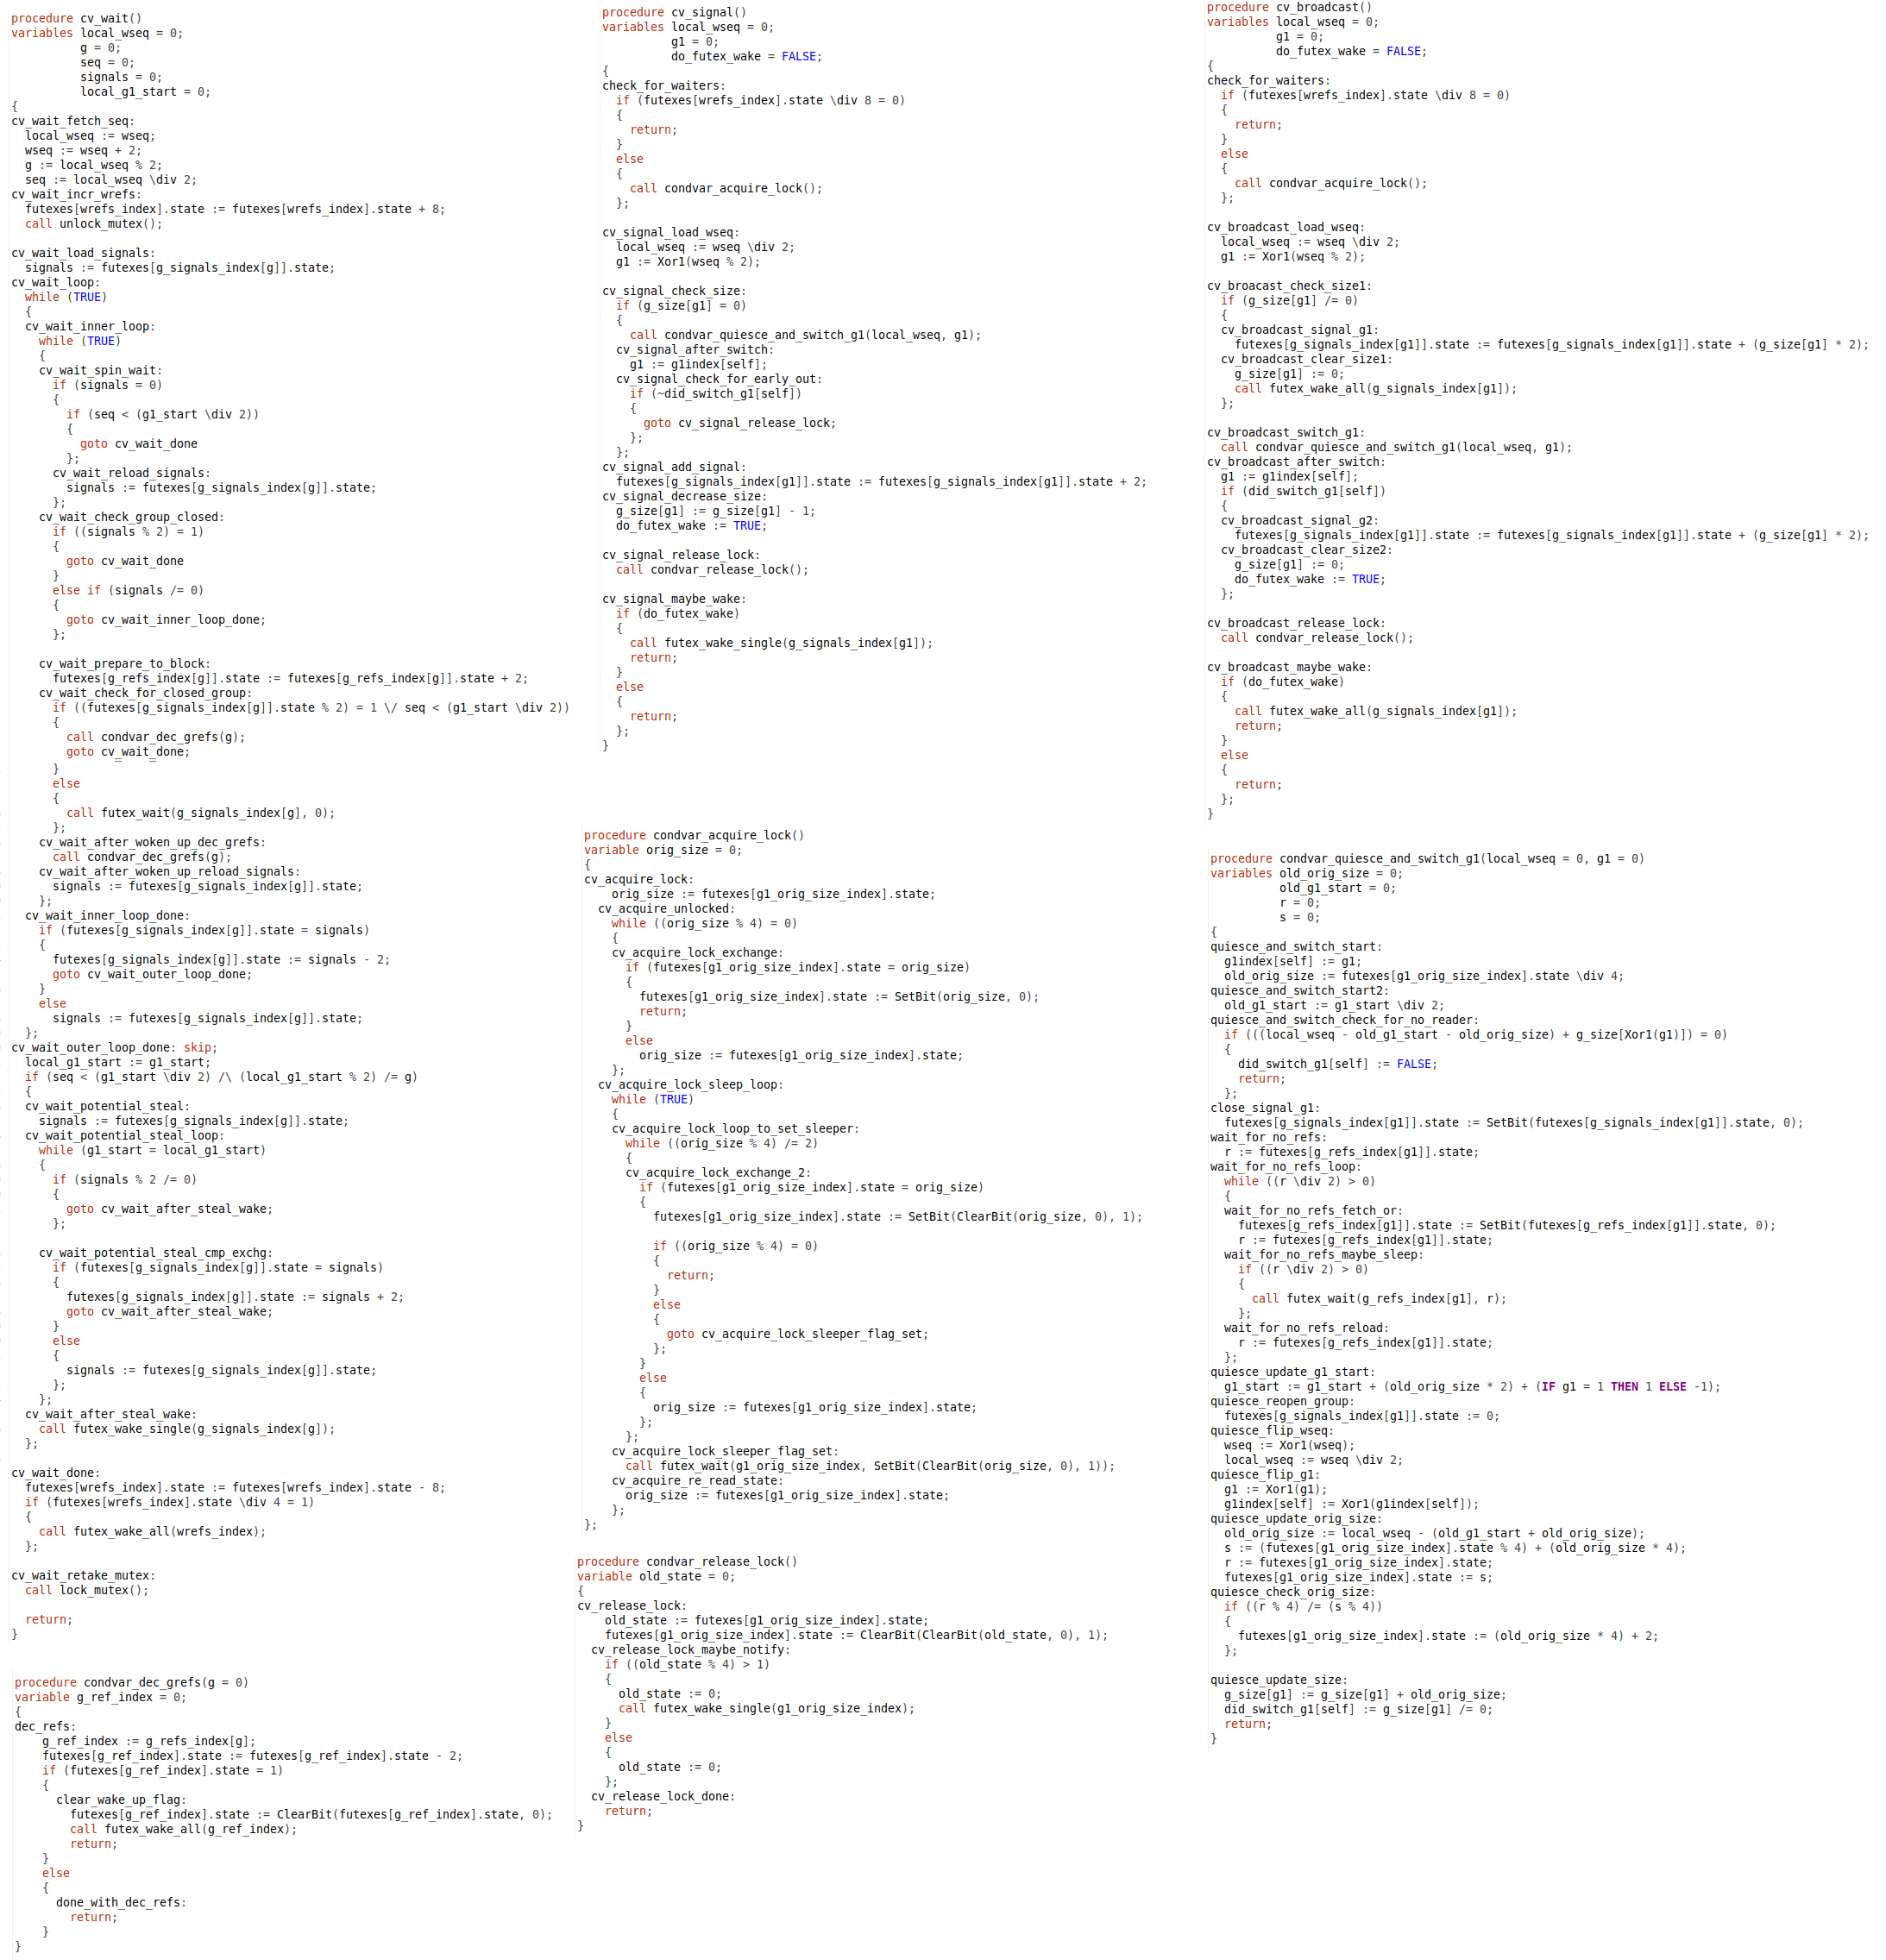 procedure cv_wait()
variables local_wseq = 0;
          g = 0;
          seq = 0;
          signals = 0;
          local_g1_start = 0;
{
cv_wait_fetch_seq:
  local_wseq := wseq;
  wseq := wseq + 2;
  g := local_wseq % 2;
  seq := local_wseq \div 2;
cv_wait_incr_wrefs:
  futexes[wrefs_index].state := futexes[wrefs_index].state + 8;
  call unlock_mutex();

cv_wait_load_signals:
  signals := futexes[g_signals_index[g]].state;
cv_wait_loop:
  while (TRUE)
  {
  cv_wait_inner_loop:
    while (TRUE)
    {
    cv_wait_spin_wait:
      if (signals = 0)
      {
        if (seq < (g1_start \div 2))
        {
          goto cv_wait_done
        };
      cv_wait_reload_signals:
        signals := futexes[g_signals_index[g]].state;
      };
    cv_wait_check_group_closed:
      if ((signals % 2) = 1)
      {
        goto cv_wait_done
      }
      else if (signals /= 0)
      {
        goto cv_wait_inner_loop_done;
      };

    cv_wait_prepare_to_block:
      futexes[g_refs_index[g]].state := futexes[g_refs_index[g]].state + 2;
    cv_wait_check_for_closed_group:
      if ((futexes[g_signals_index[g]].state % 2) = 1 \/ seq < (g1_start \div 2))
      {
        call condvar_dec_grefs(g);
        goto cv_wait_done;
      }
      else
      {
        call futex_wait(g_signals_index[g], 0);
      };
    cv_wait_after_woken_up_dec_grefs:
      call condvar_dec_grefs(g);
    cv_wait_after_woken_up_reload_signals:
      signals := futexes[g_signals_index[g]].state;
    };
  cv_wait_inner_loop_done:
    if (futexes[g_signals_index[g]].state = signals)
    {
      futexes[g_signals_index[g]].state := signals - 2;
      goto cv_wait_outer_loop_done;
    }
    else
      signals := futexes[g_signals_index[g]].state;
  };
cv_wait_outer_loop_done: skip;
  local_g1_start := g1_start;
  if (seq < (g1_start \div 2) /\ (local_g1_start % 2) /= g)
  {
  cv_wait_potential_steal:
    signals := futexes[g_signals_index[g]].state;
  cv_wait_potential_steal_loop:
    while (g1_start = local_g1_start)
    {
      if (signals % 2 /= 0)
      {
        goto cv_wait_after_steal_wake;
      };

    cv_wait_potential_steal_cmp_exchg:
      if (futexes[g_signals_index[g]].state = signals)
      {
        futexes[g_signals_index[g]].state := signals + 2;
        goto cv_wait_after_steal_wake;
      }
      else
      {
        signals := futexes[g_signals_index[g]].state;
      };
    };
  cv_wait_after_steal_wake:
    call futex_wake_single(g_signals_index[g]);
  };

cv_wait_done:
  futexes[wrefs_index].state := futexes[wrefs_index].state - 8;
  if (futexes[wrefs_index].state \div 4 = 1)
  {
    call futex_wake_all(wrefs_index);
  };

cv_wait_retake_mutex:
  call lock_mutex();

  return;
}

procedure condvar_dec_grefs(g = 0)
variable g_ref_index = 0;
{
dec_refs:
    g_ref_index := g_refs_index[g];
    futexes[g_ref_index].state := futexes[g_ref_index].state - 2;
    if (futexes[g_ref_index].state = 1)
    {
      clear_wake_up_flag:
        futexes[g_ref_index].state := ClearBit(futexes[g_ref_index].state, 0);
        call futex_wake_all(g_ref_index);
        return;
    }
    else
    {
      done_with_dec_refs:
        return;
    }
}

procedure cv_signal()
variables local_wseq = 0;
          g1 = 0;
          do_futex_wake = FALSE;
{
check_for_waiters:
  if (futexes[wrefs_index].state \div 8 = 0)
  {
    return;
  }
  else
  {
    call condvar_acquire_lock();
  };

cv_signal_load_wseq:
  local_wseq := wseq \div 2;
  g1 := Xor1(wseq % 2);

cv_signal_check_size:
  if (g_size[g1] = 0)
  {
    call condvar_quiesce_and_switch_g1(local_wseq, g1);
  cv_signal_after_switch:
    g1 := g1index[self];
  cv_signal_check_for_early_out:
    if (~did_switch_g1[self])
    {
      goto cv_signal_release_lock;
    };
  };
cv_signal_add_signal:
  futexes[g_signals_index[g1]].state := futexes[g_signals_index[g1]].state + 2;
cv_signal_decrease_size:
  g_size[g1] := g_size[g1] - 1;
  do_futex_wake := TRUE;

cv_signal_release_lock:
  call condvar_release_lock();

cv_signal_maybe_wake:
  if (do_futex_wake)
  {
    call futex_wake_single(g_signals_index[g1]);
    return;
  }
  else
  {
    return;
  };
}

procedure condvar_acquire_lock()
variable orig_size = 0;
{
cv_acquire_lock:
    orig_size := futexes[g1_orig_size_index].state;
  cv_acquire_unlocked:
    while ((orig_size % 4) = 0)
    {
    cv_acquire_lock_exchange:
      if (futexes[g1_orig_size_index].state = orig_size)
      {
        futexes[g1_orig_size_index].state := SetBit(orig_size, 0);
        return;
      }
      else
        orig_size := futexes[g1_orig_size_index].state;
    };
  cv_acquire_lock_sleep_loop:
    while (TRUE)
    {
    cv_acquire_lock_loop_to_set_sleeper:
      while ((orig_size % 4) /= 2)
      {
      cv_acquire_lock_exchange_2:
        if (futexes[g1_orig_size_index].state = orig_size)
        {
          futexes[g1_orig_size_index].state := SetBit(ClearBit(orig_size, 0), 1);

          if ((orig_size % 4) = 0)
          {
            return;
          }
          else
          {
            goto cv_acquire_lock_sleeper_flag_set;
          };
        }
        else
        {
          orig_size := futexes[g1_orig_size_index].state;
        };
      };
    cv_acquire_lock_sleeper_flag_set:
      call futex_wait(g1_orig_size_index, SetBit(ClearBit(orig_size, 0), 1));
    cv_acquire_re_read_state:
      orig_size := futexes[g1_orig_size_index].state;
    };
};

procedure condvar_release_lock()
variable old_state = 0;
{
cv_release_lock:
    old_state := futexes[g1_orig_size_index].state;
    futexes[g1_orig_size_index].state := ClearBit(ClearBit(old_state, 0), 1);
  cv_release_lock_maybe_notify:
    if ((old_state % 4) > 1)
    {
      old_state := 0;
      call futex_wake_single(g1_orig_size_index);
    }
    else
    {
      old_state := 0;
    };
  cv_release_lock_done:
    return;
}

procedure cv_broadcast()
variables local_wseq = 0;
          g1 = 0;
          do_futex_wake = FALSE;
{
check_for_waiters:
  if (futexes[wrefs_index].state \div 8 = 0)
  {
    return;
  }
  else
  {
    call condvar_acquire_lock();
  };

cv_broadcast_load_wseq:
  local_wseq := wseq \div 2;
  g1 := Xor1(wseq % 2);

cv_broacast_check_size1:
  if (g_size[g1] /= 0)
  {
  cv_broadcast_signal_g1:
    futexes[g_signals_index[g1]].state := futexes[g_signals_index[g1]].state + (g_size[g1] * 2);
  cv_broadcast_clear_size1:
    g_size[g1] := 0;
    call futex_wake_all(g_signals_index[g1]);
  };

cv_broadcast_switch_g1:
  call condvar_quiesce_and_switch_g1(local_wseq, g1);
cv_broadcast_after_switch:
  g1 := g1index[self];
  if (did_switch_g1[self])
  {
  cv_broadcast_signal_g2:
    futexes[g_signals_index[g1]].state := futexes[g_signals_index[g1]].state + (g_size[g1] * 2);
  cv_broadcast_clear_size2:
    g_size[g1] := 0;
    do_futex_wake := TRUE;
  };

cv_broadcast_release_lock:
  call condvar_release_lock();

cv_broadcast_maybe_wake:
  if (do_futex_wake)
  {
    call futex_wake_all(g_signals_index[g1]);
    return;
  }
  else
  {
    return;
  };
}

procedure condvar_quiesce_and_switch_g1(local_wseq = 0, g1 = 0)
variables old_orig_size = 0;
          old_g1_start = 0;
          r = 0;
          s = 0;
{
quiesce_and_switch_start:
  g1index[self] := g1;
  old_orig_size := futexes[g1_orig_size_index].state \div 4;
quiesce_and_switch_start2:
  old_g1_start := g1_start \div 2;
quiesce_and_switch_check_for_no_reader:
  if (((local_wseq - old_g1_start - old_orig_size) + g_size[Xor1(g1)]) = 0)
  {
    did_switch_g1[self] := FALSE;
    return;
  };
close_signal_g1:
  futexes[g_signals_index[g1]].state := SetBit(futexes[g_signals_index[g1]].state, 0);
wait_for_no_refs:
  r := futexes[g_refs_index[g1]].state;
wait_for_no_refs_loop:
  while ((r \div 2) > 0)
  {
  wait_for_no_refs_fetch_or:
    futexes[g_refs_index[g1]].state := SetBit(futexes[g_refs_index[g1]].state, 0);
    r := futexes[g_refs_index[g1]].state;
  wait_for_no_refs_maybe_sleep:
    if ((r \div 2) > 0)
    {
      call futex_wait(g_refs_index[g1], r);
    };
  wait_for_no_refs_reload:
    r := futexes[g_refs_index[g1]].state;
  };
quiesce_update_g1_start:
  g1_start := g1_start + (old_orig_size * 2) + (IF g1 = 1 THEN 1 ELSE -1);
quiesce_reopen_group:
  futexes[g_signals_index[g1]].state := 0;
quiesce_flip_wseq:
  wseq := Xor1(wseq);
  local_wseq := wseq \div 2;
quiesce_flip_g1:
  g1 := Xor1(g1);
  g1index[self] := Xor1(g1index[self]);
quiesce_update_orig_size:
  old_orig_size := local_wseq - (old_g1_start + old_orig_size);
  s := (futexes[g1_orig_size_index].state % 4) + (old_orig_size * 4);
  r := futexes[g1_orig_size_index].state;
  futexes[g1_orig_size_index].state := s;
quiesce_check_orig_size:
  if ((r % 4) /= (s % 4))
  {
    futexes[g1_orig_size_index].state := (old_orig_size * 4) + 2;
  };

quiesce_update_size:
  g_size[g1] := g_size[g1] + old_orig_size;
  did_switch_g1[self] := g_size[g1] /= 0;
  return;
}